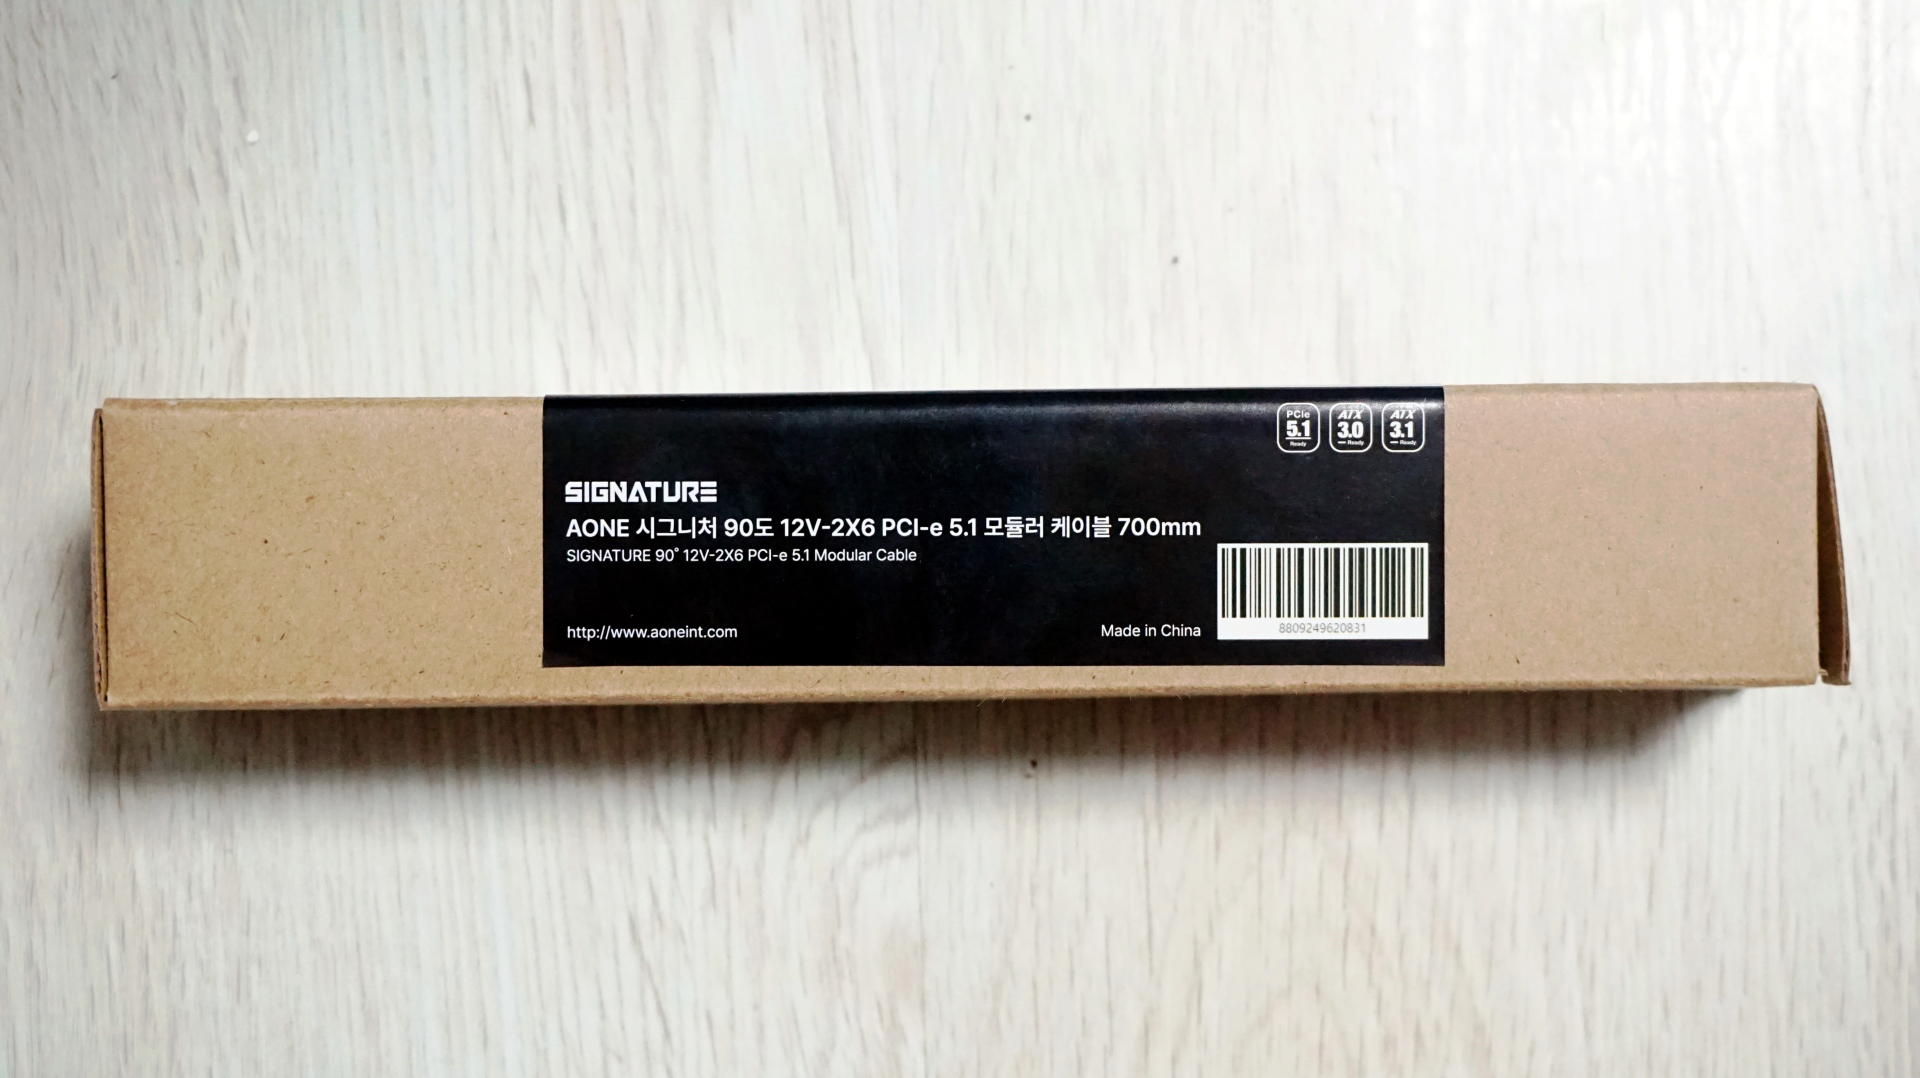 PCIe 5.1 Ready
ATX 3.0 Ready
ATX 3.1 Ready
SIGNATURE
AONE 시그니처 90도 12V-2X6 PCI-e 5.1 모듈러 케이블 700mm
SIGNATURE 90° 12V-2X6 PCI-e 5.1 Modular Cable
http://www.aoneint.com
Made in China
8809249620831